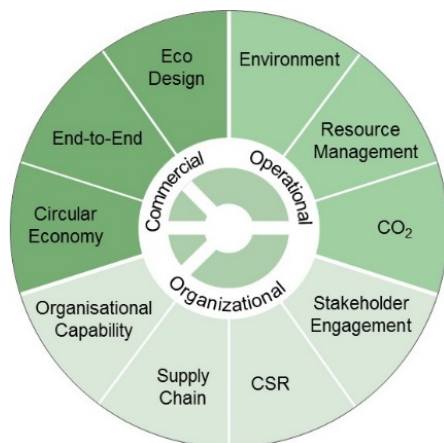 Eco
Design
Environment
End-to-End
Resource
Management
Commercial
Operational
Circular
Economy
CO₂
Organizational
Organisational
Capability
Stakeholder
Engagement
Supply
Chain
CSR